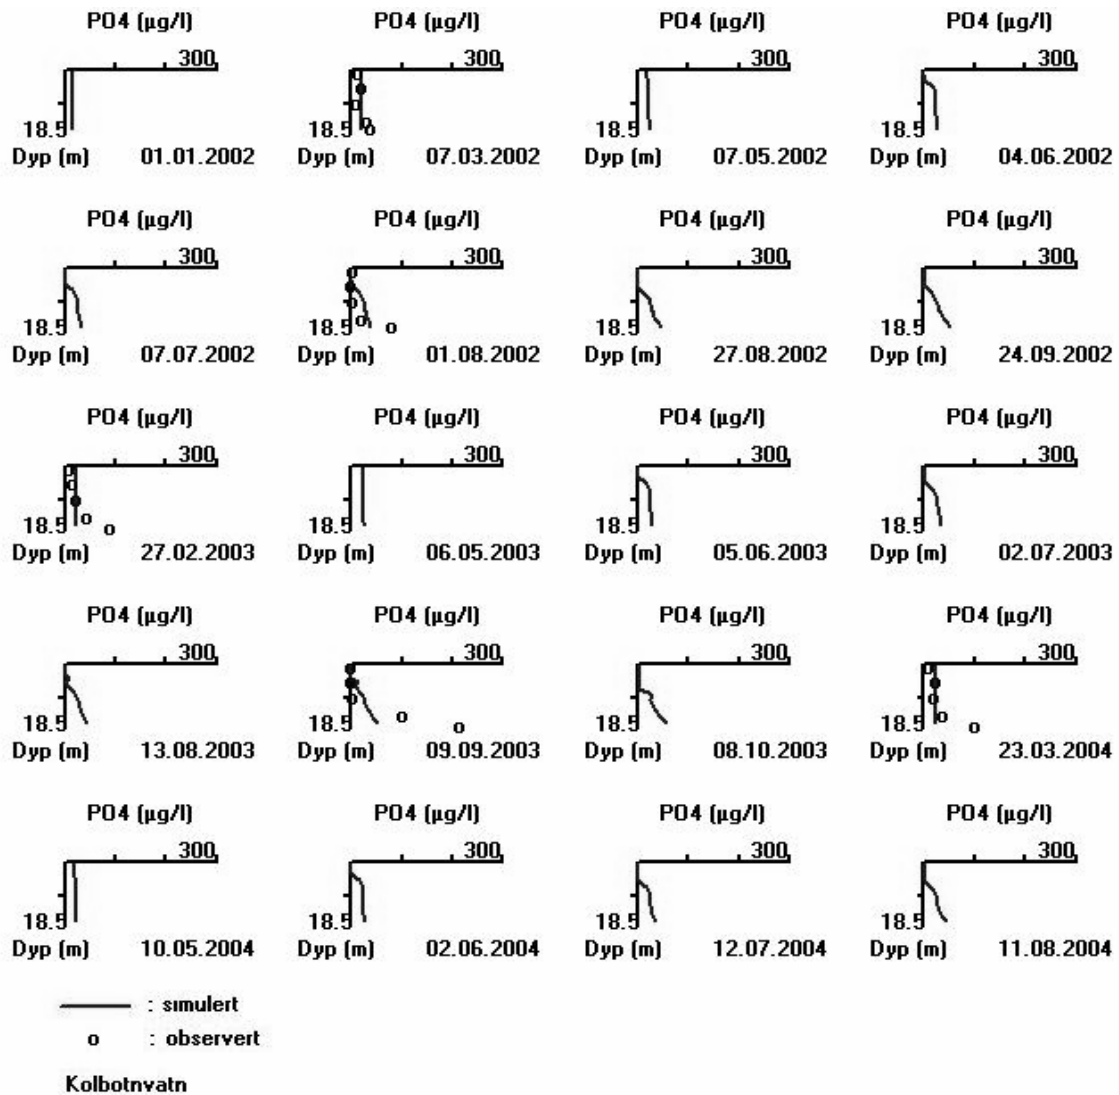 PO4 (µg/l) PO4 (µg/l) PO4 (µg/l) PO4 (µg/l)
300 300 300 300
18.5 18.5 18.5 18.5
Dyp (m) 01.01.2002 Dyp (m) 07.03.2002 Dyp (m) 07.05.2002 Dyp (m) 04.06.2002
PO4 (µg/l) PO4 (µg/l) PO4 (µg/l) PO4 (µg/l)
300 300 300 300
18.5 18.5 18.5 18.5
Dyp (m) 07.07.2002 Dyp (m) 01.08.2002 Dyp (m) 27.08.2002 Dyp (m) 24.09.2002
PO4 (µg/l) PO4 (µg/l) PO4 (µg/l) PO4 (µg/l)
300 300 300 300
18.5 18.5 18.5 18.5
Dyp (m) 27.02.2003 Dyp (m) 06.05.2003 Dyp (m) 05.06.2003 Dyp (m) 02.07.2003
PO4 (µg/l) PO4 (µg/l) PO4 (µg/l) PO4 (µg/l)
300 300 300 300
18.5 18.5 18.5 18.5
Dyp (m) 13.08.2003 Dyp (m) 09.09.2003 Dyp (m) 08.10.2003 Dyp (m) 23.03.2004
PO4 (µg/l) PO4 (µg/l) PO4 (µg/l) PO4 (µg/l)
300 300 300 300
18.5 18.5 18.5 18.5
Dyp (m) 10.05.2004 Dyp (m) 02.06.2004 Dyp (m) 12.07.2004 Dyp (m) 11.08.2004
: simulert
: observert
Kolbotnvatn